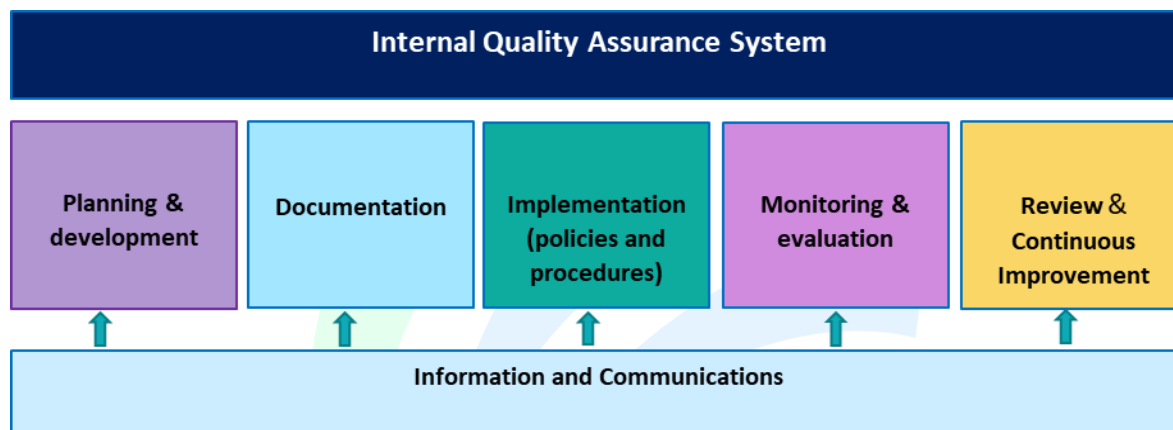 Internal Quality Assurance System
Planning &
development
Documentation
Implementation
(policies and
procedures)
Monitoring &
evaluation
Review &
Continuous
Improvement
Information and Communications